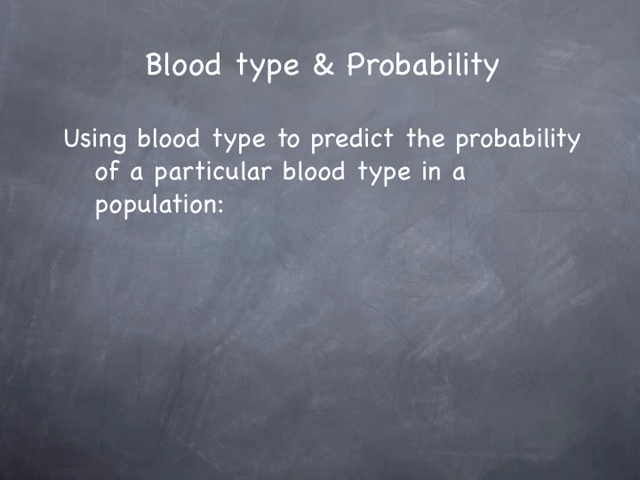 Blood type & Probability
Using blood type to predict the probability
of a particular blood type in a
population: